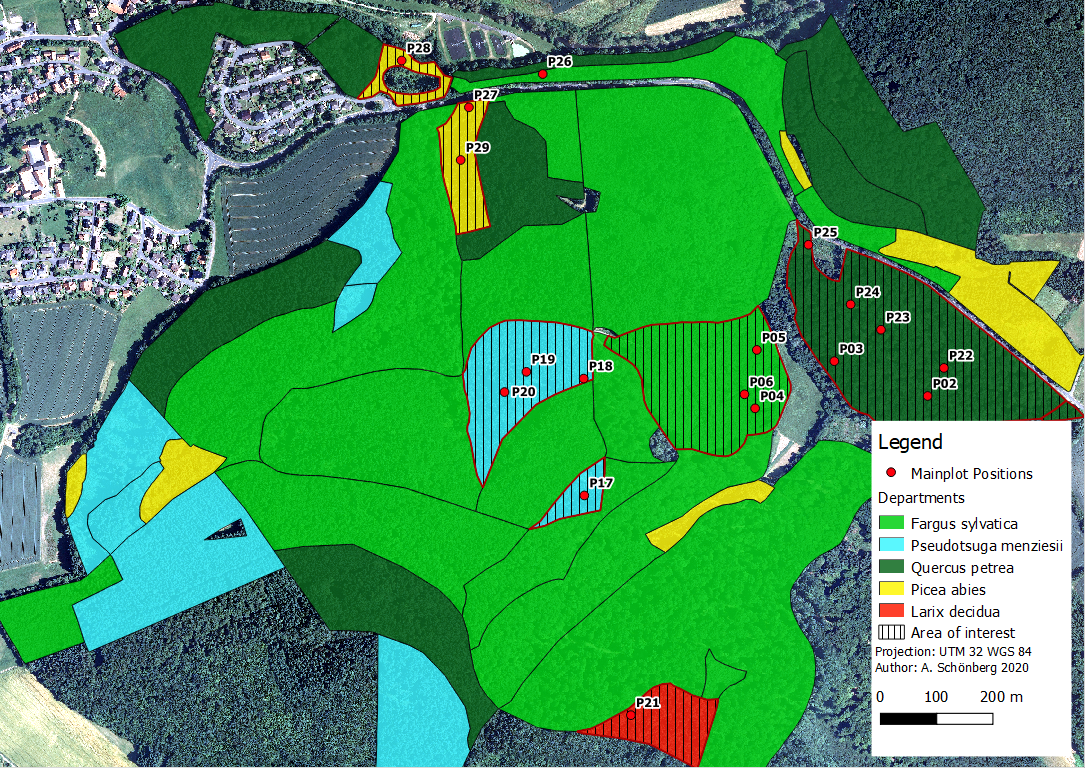 P28
P26
P27
P29
P25
P24
P23
P05
P03
P19
P18
P22
P06
P20
P02
P04
P17
P21
Legend
Mainplot Positions
Departments
Fargus sylvatica
Pseudotsuga menziesii
Quercus petrea
Picea abies
Larix decidua
Area of interest
Projection: UTM 32 WGS 84
Author: A. Schönberg 2020
0 100 200 m